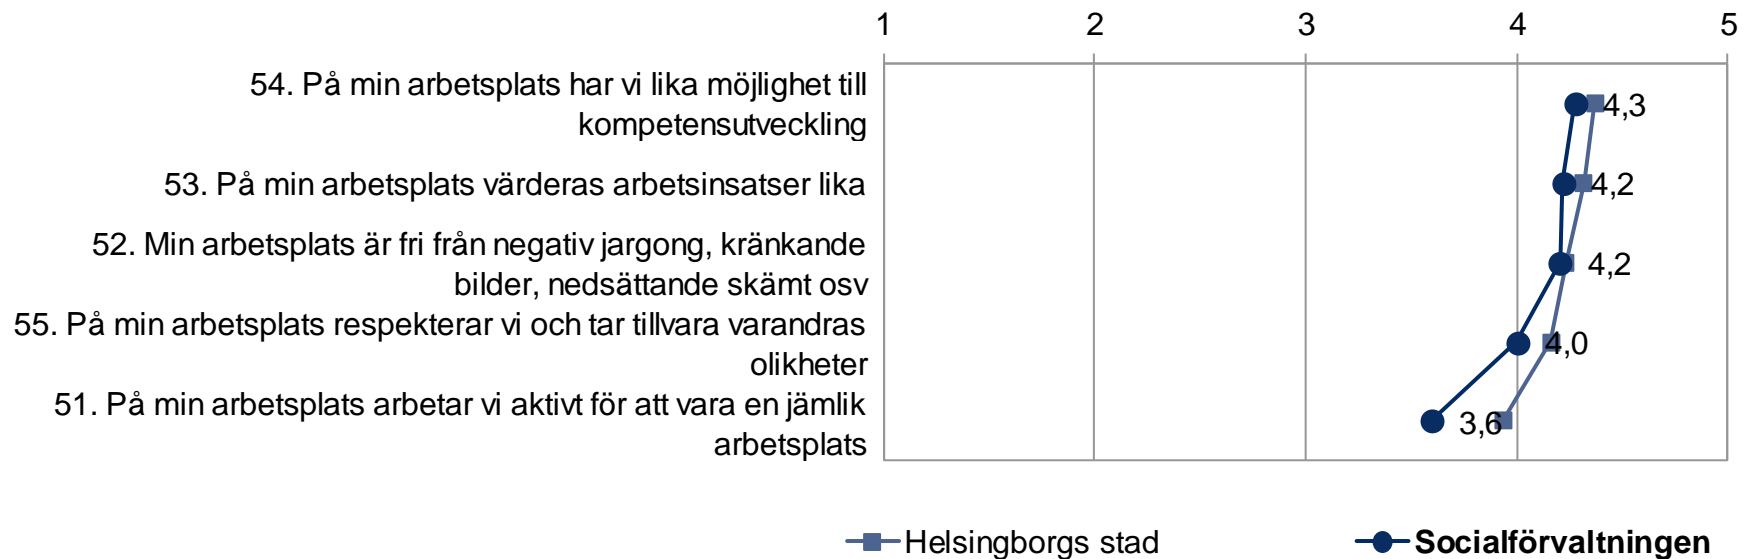 1 2 3 4 5
54. På min arbetsplats har vi lika möjlighet till
kompetensutveckling
4,3
53. På min arbetsplats värderas arbetsinsatser lika
4,2
52. Min arbetsplats är fri från negativ jargong, kränkande
bilder, nedsättande skämt osv
4,2
55. På min arbetsplats respekterar vi och tar tillvara varandras
olikheter
4,0
51. På min arbetsplats arbetar vi aktivt för att vara en jämlik
arbetsplats
3,6
Helsingborgs stad Socialförvaltningen